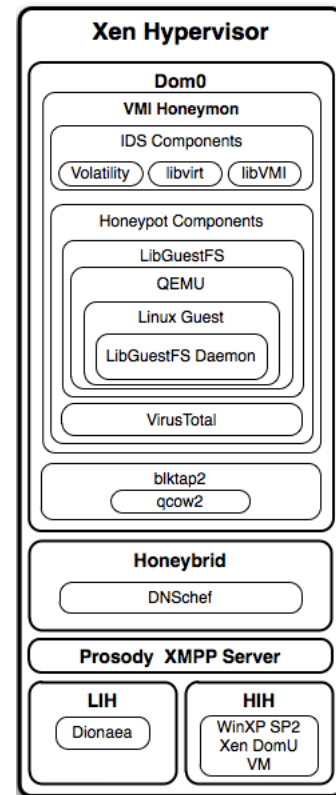 Xen Hypervisor
Dom0
VMI Honeymon
IDS Components
Volatility libvirt libVMI
Honeypot Components
LibGuestFS
QEMU
Linux Guest
LibGuestFS Daemon
VirusTotal
blktap2
qcow2
Honeybrid
DNSchef
Prosody XMPP Server
LIH
Dionaea
HIH
WinXP SP2
Xen DomU
VM